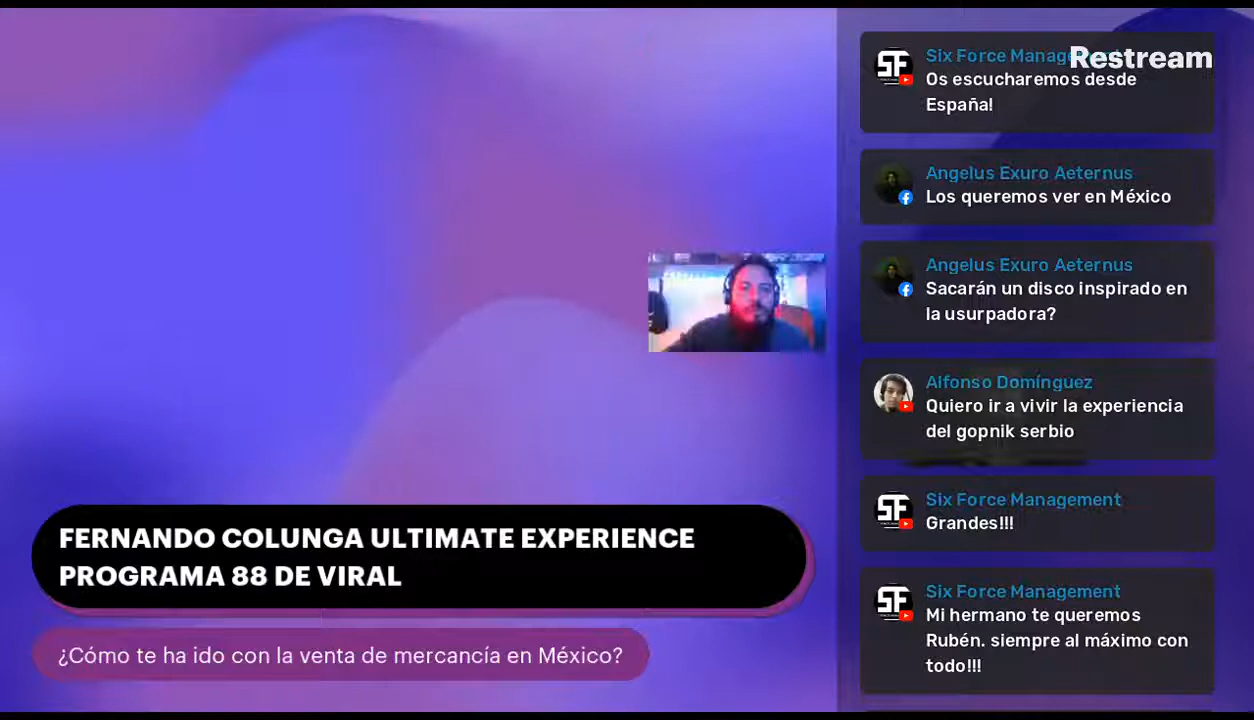 Restream
Six Force Manage
Os escucharemos desde
España!
Angelus Exuro Aeternus
Los queremos ver en México
Angelus Exuro Aeternus
Sacarán un disco inspirado en
la usurpadora?
Alfonso Domínguez
Quiero ir a vivir la experiencia
del gopnik serbio
SF
Six Force Management
Grandes!!!
SF
Six Force Management
Mi hermano te queremos
Rubén. siempre al máximo con
todo!!!
SF
FERNANDO COLUNGA ULTIMATE EXPERIENCE
PROGRAMA 88 DE VIRAL
¿Cómo te ha ido con la venta de mercancía en México?